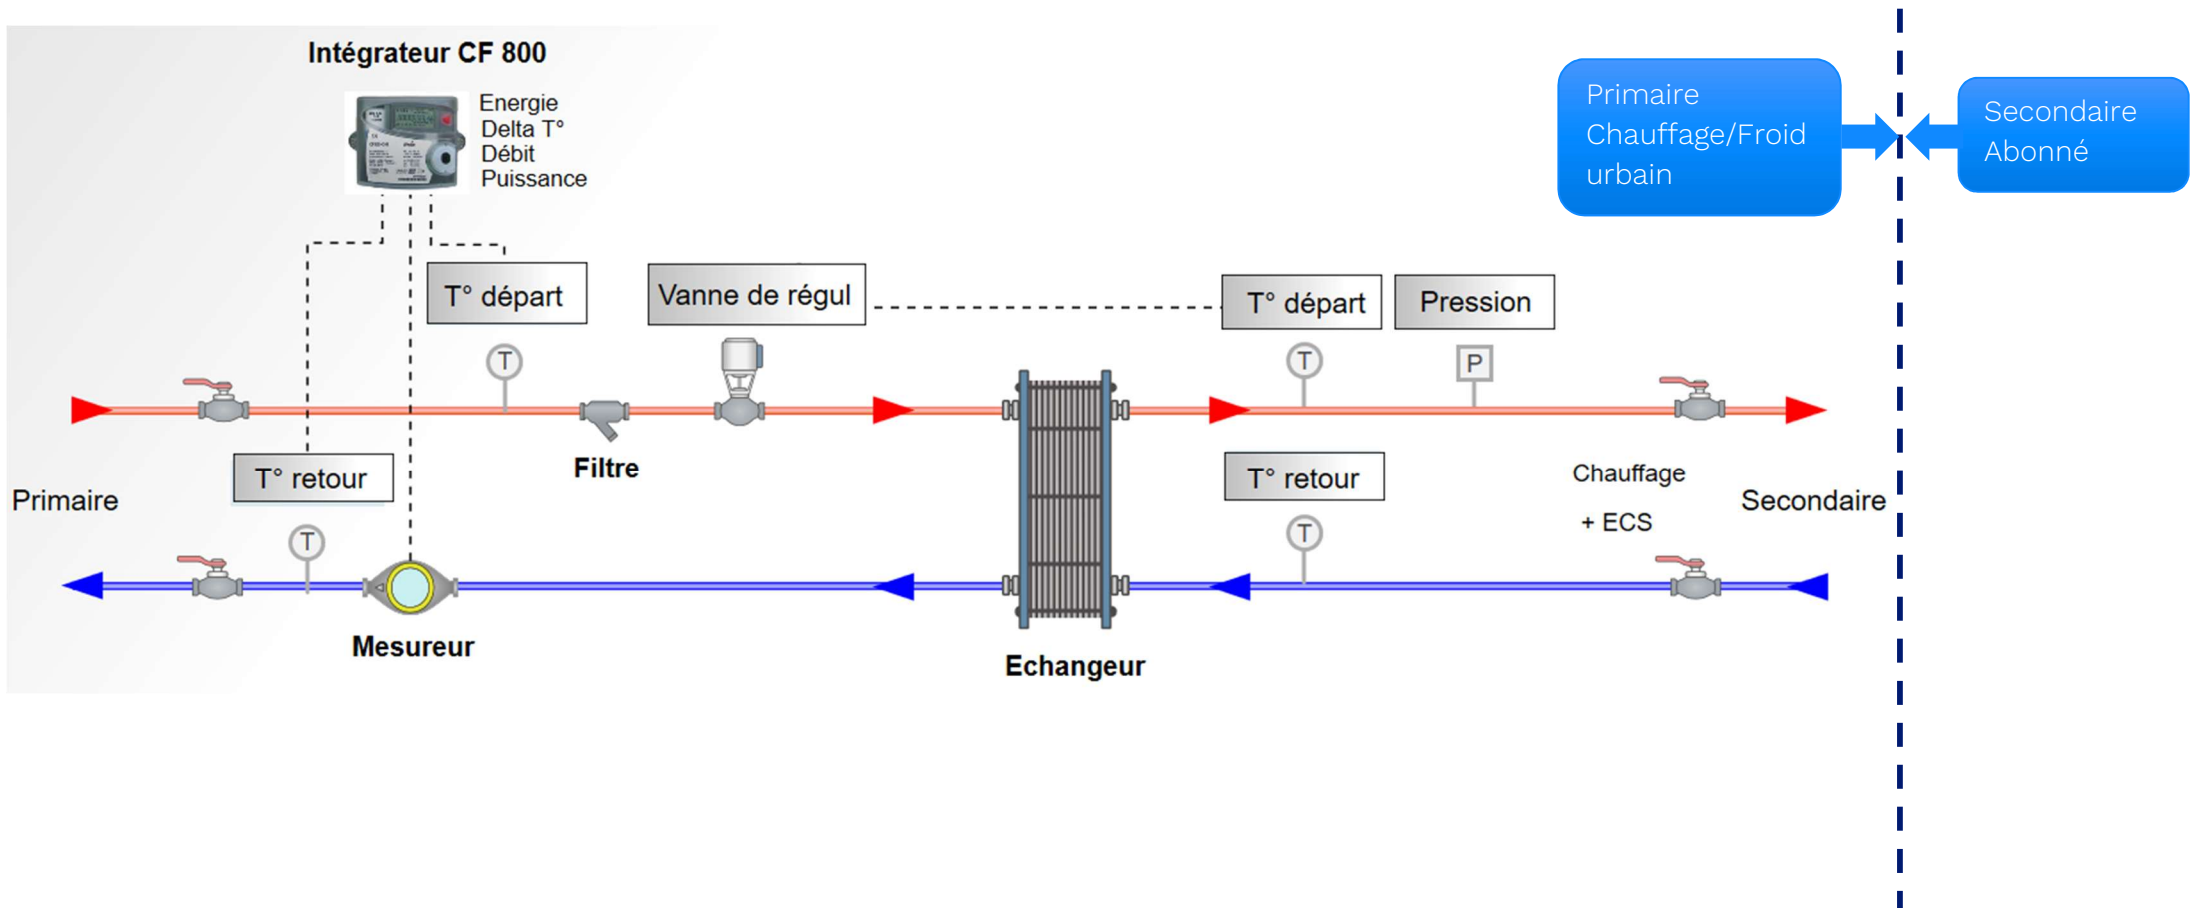 Intégrateur CF 800
Energie
Delta T°
Débit
Puissance
Primaire
Chauffage/Froid
urbain
Secondaire
Abonné
T° départ
Vanne de régul
T° départ
Pression
T
T
P
Filtre
T° retour
T° retour
Chauffage
+ ECS
Primaire
Secondaire
T
T
Mesureur
Echangeur